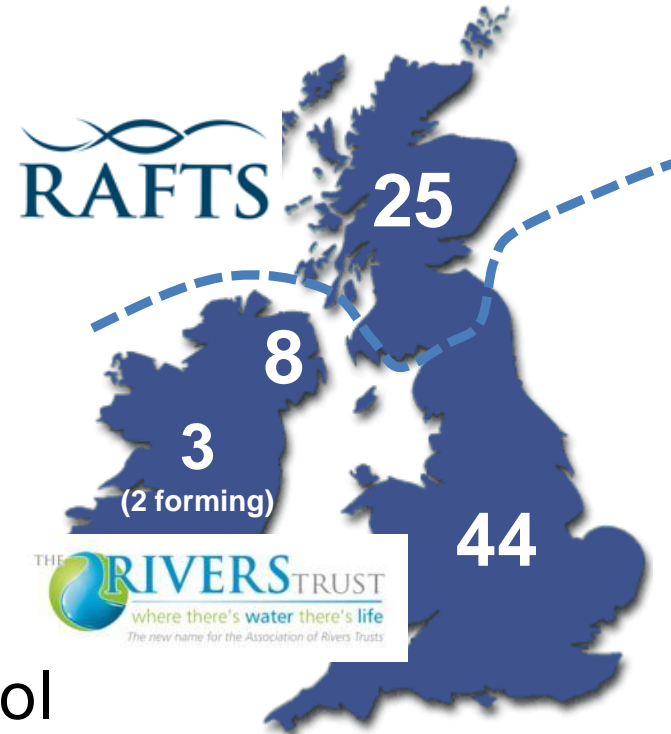 RAFTS
25
8
3
(2 forming)
44
THE RIVERS TRUST
where there's water there's life
The new name for the Association of Rivers Trusts
ol